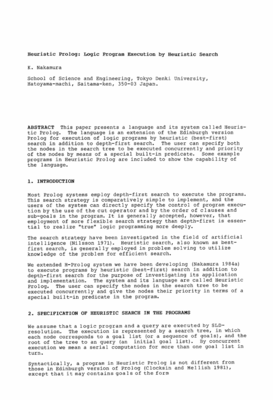 Heuristic Prolog: Logic Program Execution by Heuristic Search
K. Nakamura
School of Science and Engineering, Tokyo Denki University,
Hatoyama-machi, Saitama-ken, 350-03 Japan.
ABSTRACT This paper presents a language and its system called Heuris-
tic Prolog. The language is an extension of the Edinburgh version
Prolog for execution of logic programs by heuristic (best-first)
search in addition to depth-first search. The user can specify both
the nodes in the search tree to be executed concurrently and priority
of the nodes by means of a special built-in predicate. Some example
programs in Heuristic Prolog are included to show the capability of
the language.
1. INTRODUCTION
Most Prolog systems employ depth-first search to execute the programs.
This search strategy is comparatively simple to implement, and the
users of the system can directly specify the control of program execu-
tion by the use of the cut operator and by the order of clauses and
sub-goals in the program. It is generally accepted, however, that
employment of more flexible search strategy than depth-first is essen-
tial to realize "true" logic programming more deeply.
The search strategy have been investigated in the field of artificial
intelligence (Nilsson 1971). Heuristic search, also known as best-
first search, is generally employed in problem solving to utilize
knowledge of the problem for efficient search.
We extended H-Prolog system we have been developing (Nakamura 1984a)
to execute programs by heuristic (best-first) search in addition to
depth-first search for the purpose of investigating its application
and implementation. The system and its language are called Heuristic
Prolog. The user can specify the nodes in the search tree to be
executed concurrently and gives the nodes their priority in terms of a
special built-in predicate in the program.
2. SPECIFICATION OF HEURISTIC SEARCH IN THE PROGRAMS
We assume that a logic program and a query are executed by SLD-
resolution. The execution is represented by a search tree, in which
each node corresponds to a goal list (or a sequence of goals), and the
root of the tree to an query (an initial goal list). By concurrent
execution we mean a serial computation for more than one goal list in
turn.
Syntactically, a program in Heuristic Prolog is not different from
those in Edinburgh version of Prolog (Clocksin and Mellish 1981),
except that it may contains goals of the form